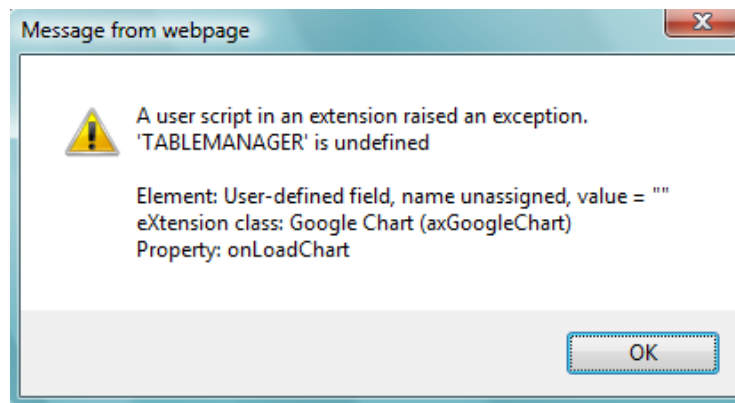 Message from webpage
A user script in an extension raised an exception.
'TABLEMANAGER' is undefined
Element: User-defined field, name unassigned, value = ""
eXtension class: Google Chart (axGoogleChart)
Property: onLoadChart
OK